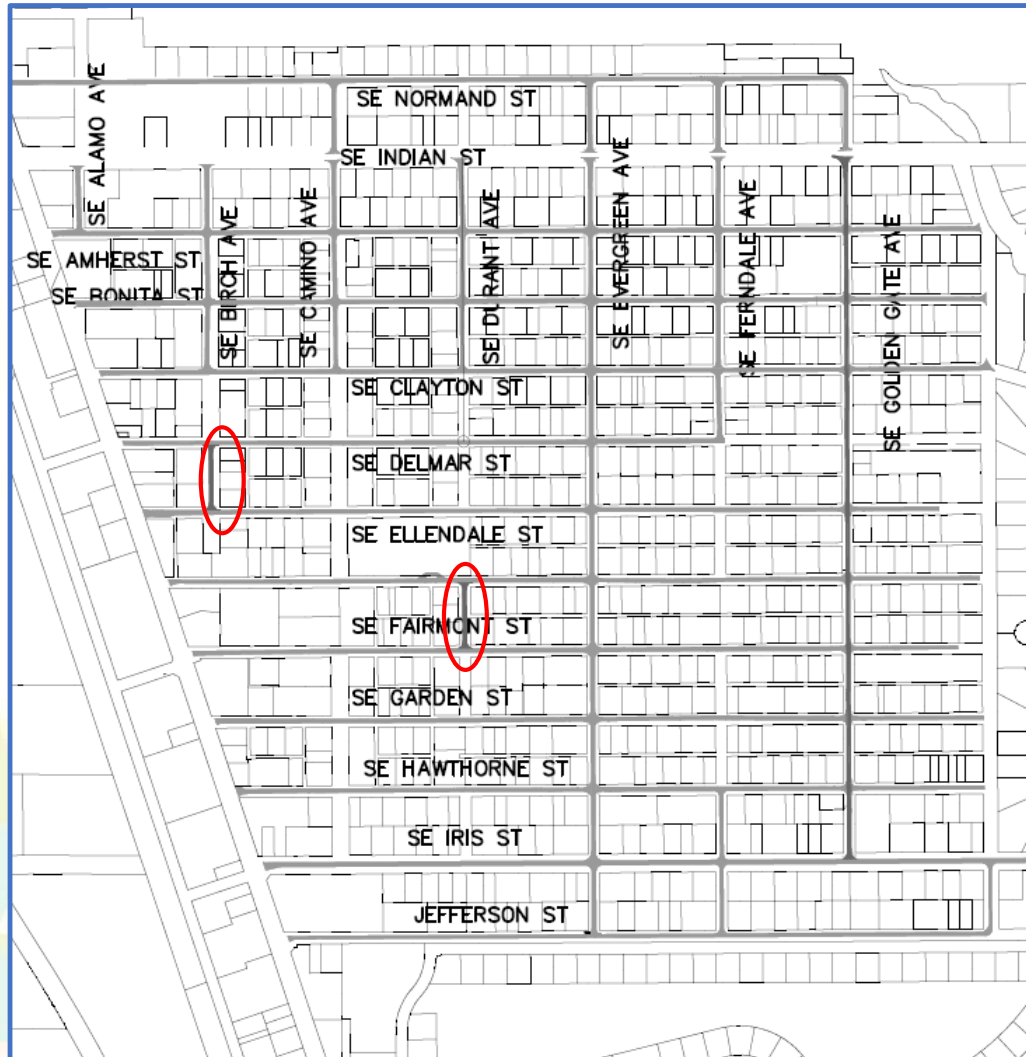 SE ALAMO AVE
SE NORMAND ST
SE INDIAN ST
SE BIRCH AVE
SE CAMINO AVE
SE DURANT AVE
SE EVERGREEN AVE
SE FERNDALE AVE
SE GOLDEN GATE AVE
SE AMHERST ST
SE BONITA ST
SE CLAYTON ST
SE DELMAR ST
SE ELLENDALE ST
SE FAIRMONT ST
SE GARDEN ST
SE HAWTHORNE ST
SE IRIS ST
JEFFERSON ST